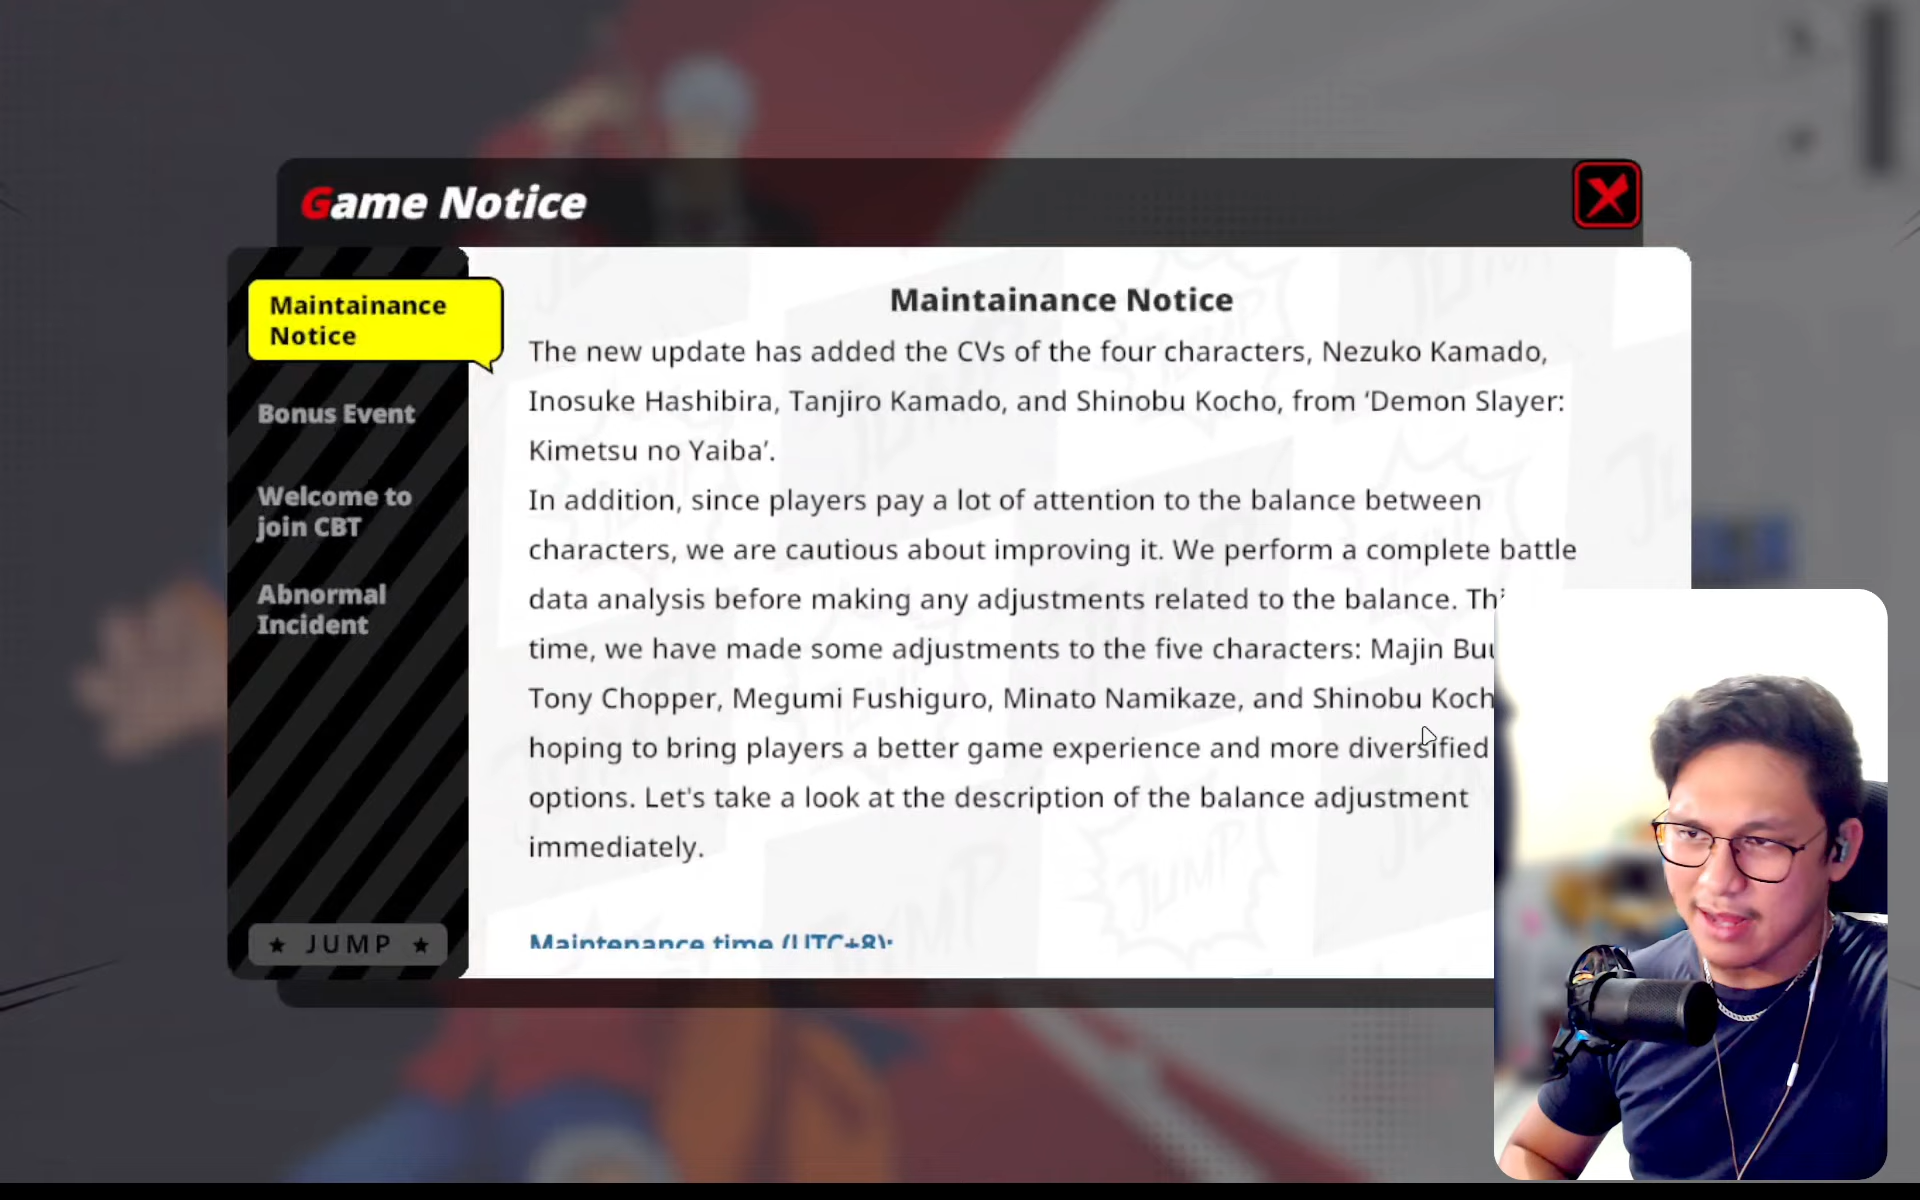 Game Notice
Maintainance
Notice
Bonus Event
Welcome to
join CBT
Abnormal
Incident
★ JUMP ★
Maintainance Notice
The new update has added the CVs of the four characters, Nezuko Kamado,
Inosuke Hashibira, Tanjiro Kamado, and Shinobu Kocho, from ‘Demon Slayer:
Kimetsu no Yaiba’.
In addition, since players pay a lot of attention to the balance between
characters, we are cautious about improving it. We perform a complete battle
data analysis before making any adjustments related to the balance.
time, we have made some adjustments to the five characters: Majin
Tony Chopper, Megumi Fushiguro, Minato Namikaze, and Shinobu
hoping to bring players a better game experience and more diversified
options. Let's take a look at the description of the balance adjustment
immediately.
Maintenance time (UTC+8):